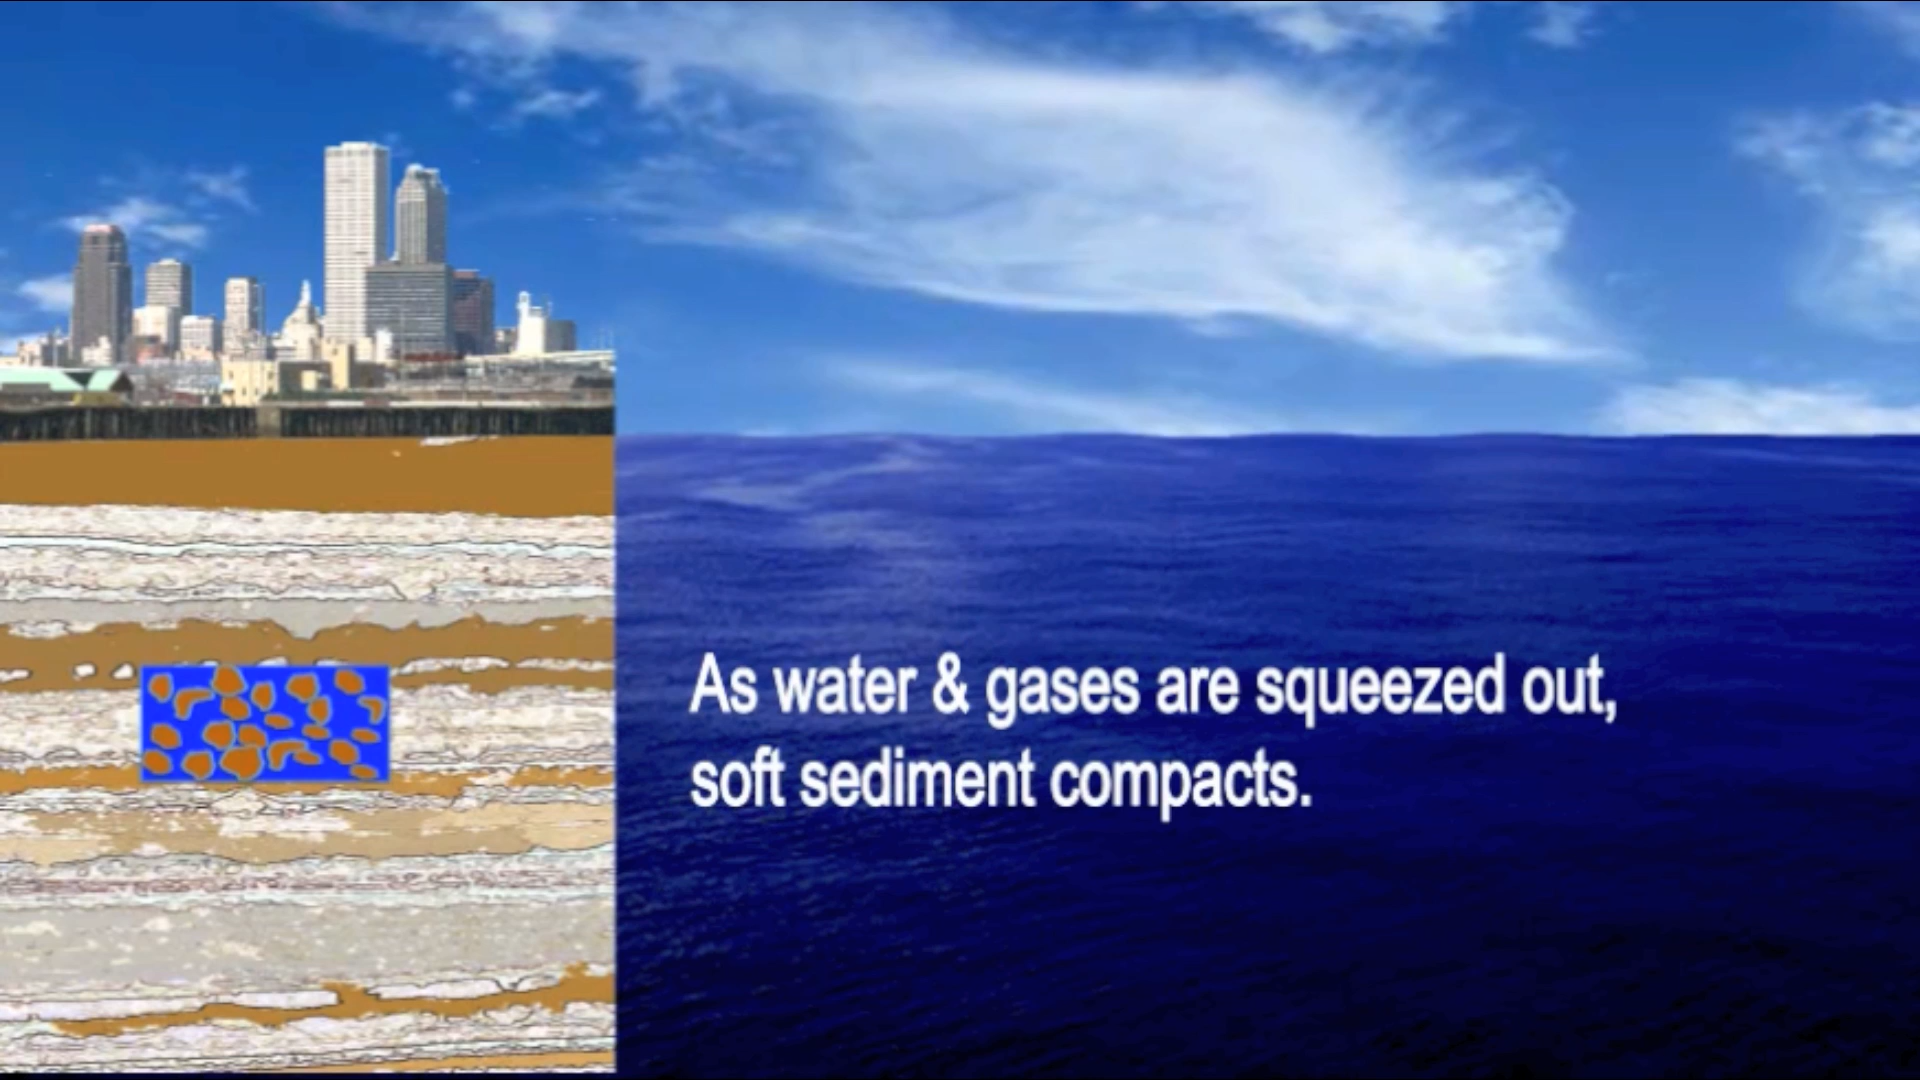 As water & gases are squeezed out,
soft sediment compacts.